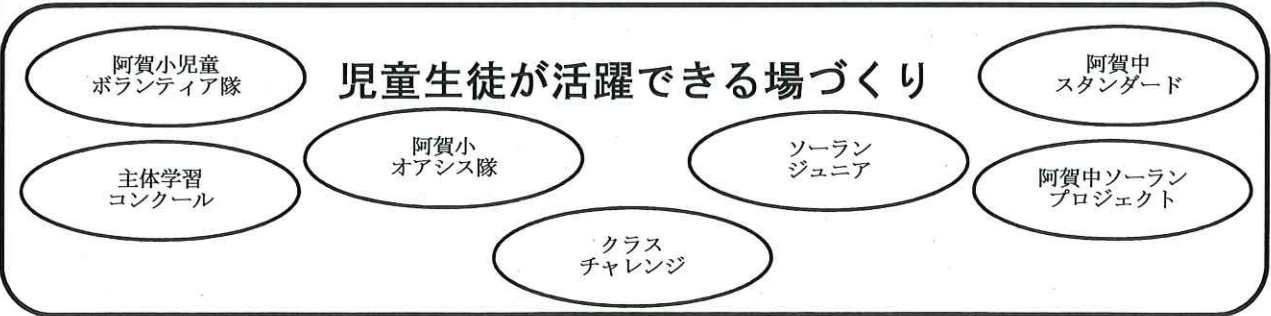 児童生徒が活躍できる場づくり
阿賀小児童
ボランティア隊
主体学習
コンクール
阿賀小
オアシス隊
クラス
チャレンジ
ソーラン
ジュニア
阿賀中
スタンダード
阿賀中ソーラン
プロジェクト